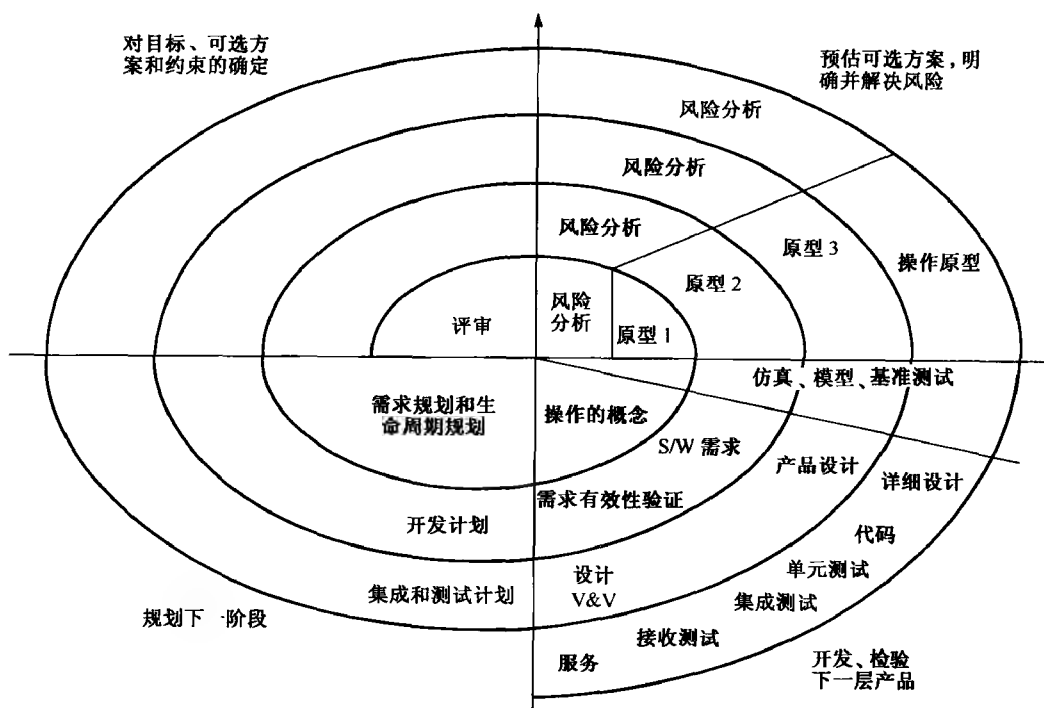 对目标、可选方
案和约束的确定
预估可选方案，明
确并解决风险
风险分析
风险分析
风险分析
风险
分析
原型 1
原型 2
原型 3
操作原型
评审
仿真、模型、基准测试
需求规划和生
命周期规划
操作的概念
S/W 需求
产品设计
详细设计
需求有效性验证
开发计划
代码
单元测试
设计
V&V
集成和测试计划
集成测试
规划下一阶段
接收测试
服务
开发、检验
下一层产品